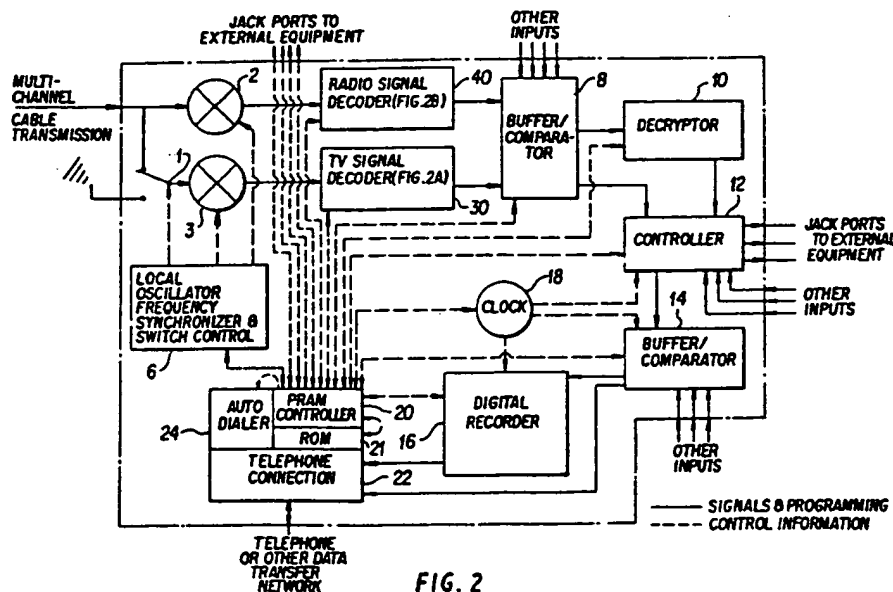 JACK PORTS TO
EXTERNAL EQUIPMENT
OTHER
INPUTS
MULTI-
CHANNEL
CABLE
TRANSMISSION
2
RADIO SIGNAL
DECODER (FIG. 2B)
40
8
BUFFER/
COMPARA-
TOR
10
DECRYPTOR
1
3
TV SIGNAL
DECODER (FIG. 2A)
30
12
CONTROLLER
JACK PORTS
TO EXTERNAL
EQUIPMENT
OTHER
INPUTS
LOCAL
OSCILLATOR
FREQUENCY
SYNCHRONIZER &
SWITCH CONTROL
6
18
CLOCK
14
BUFFER/
COMPARATOR
24
AUTO
DIALER
PRAM
CONTROLLER
20
ROM
21
TELEPHONE
CONNECTION
22
16
DIGITAL
RECORDER
OTHER
INPUTS
SIGNALS & PROGRAMMING
CONTROL INFORMATION
TELEPHONE
OR OTHER DATA
TRANSFER
NETWORK
FIG. 2